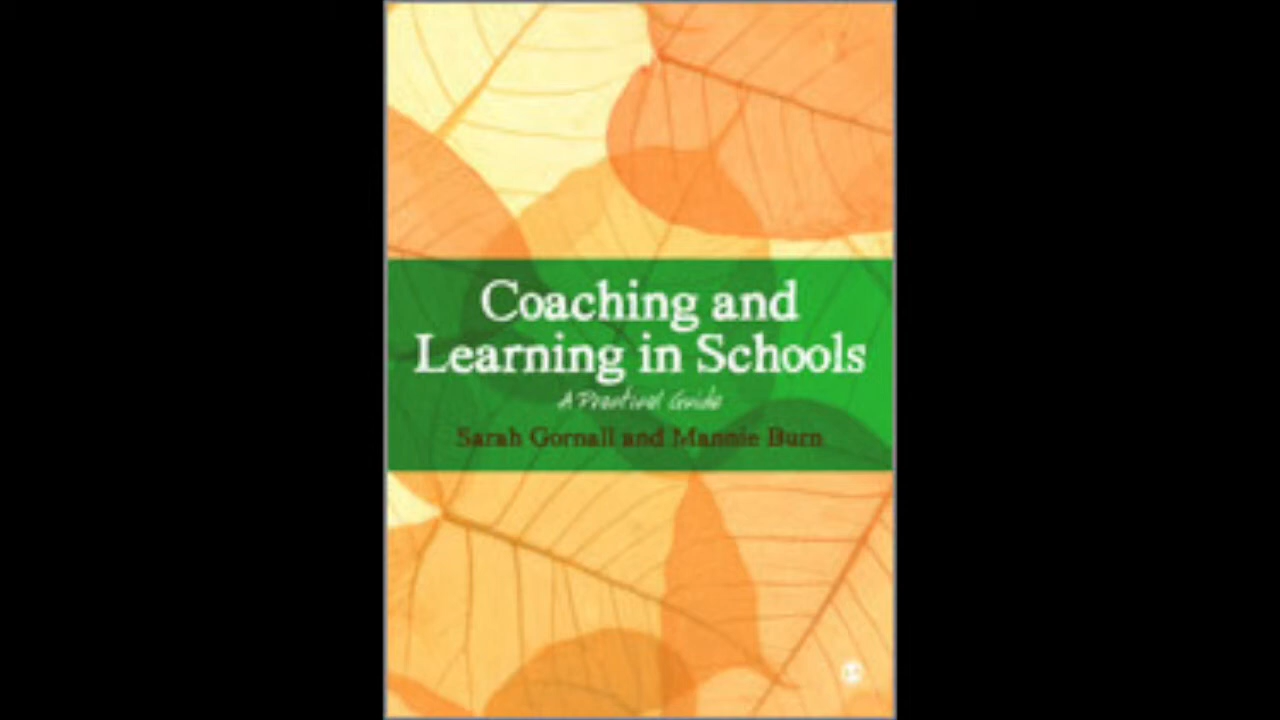 Coaching and
Learning in Schools
A Practical Guide
Sarah Gornall and Mannie Burn